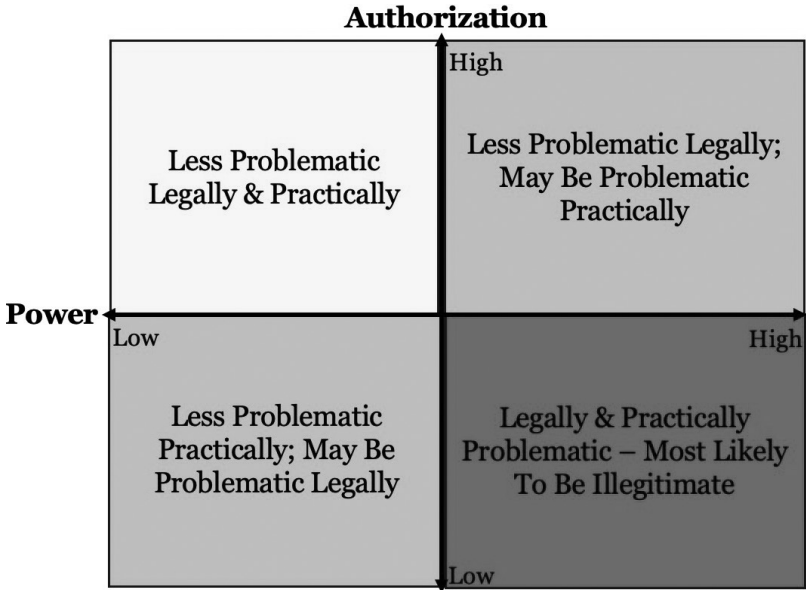 Authorization
High
Less Problematic
Legally & Practically
Less Problematic Legally;
May Be Problematic
Practically
Power
Low
High
Less Problematic
Practically; May Be
Problematic Legally
Legally & Practically
Problematic – Most Likely
To Be Illegitimate
Low